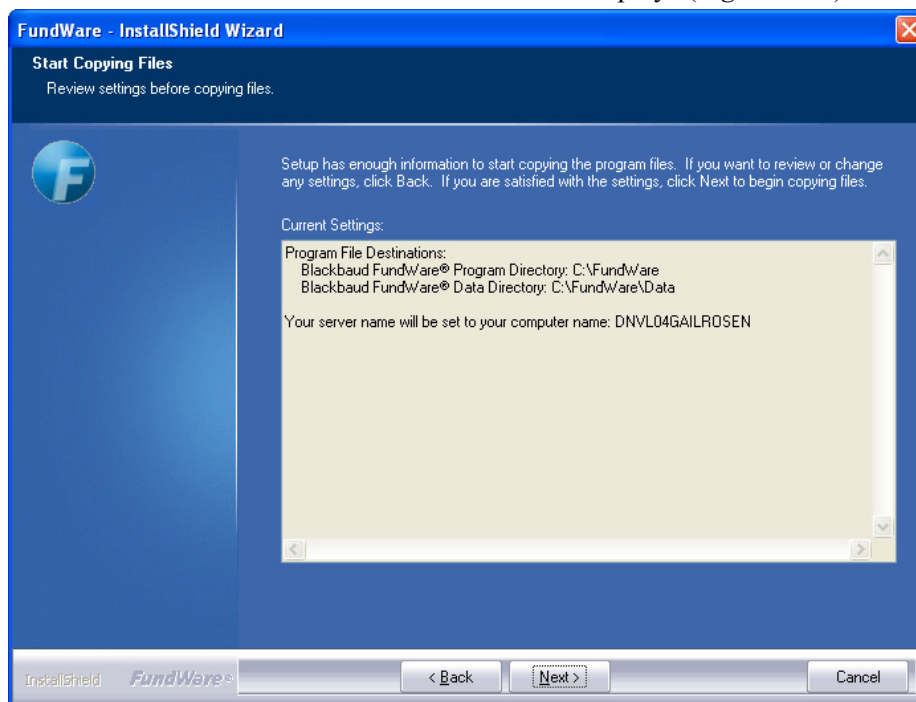 FundWare - InstallShield Wizard
Start Copying Files
Review settings before copying files.
F
Setup has enough information to start copying the program files. If you want to review or change
any settings, click Back. If you are satisfied with the settings, click Next to begin copying files.
Current Settings:
Program File Destinations:
Blackbaud FundWare® Program Directory: C:\FundWare
Blackbaud FundWare® Data Directory: C:\FundWare\Data
Your server name will be set to your computer name: DNVL04GAILROSEN
InstallShield FundWare®
< Back Next > Cancel